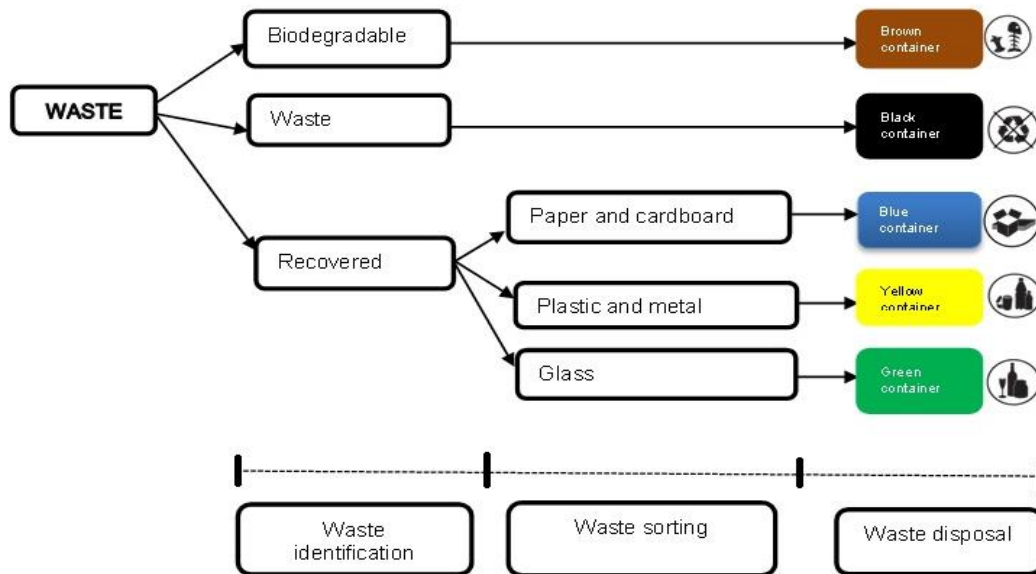 Biodegradable
Brown
container
WASTE
Waste
Black
container
Paper and cardboard
Blue
container
Recovered
Plastic and metal
Yellow
container
Glass
Green
container
Waste
identification
Waste sorting
Waste disposal